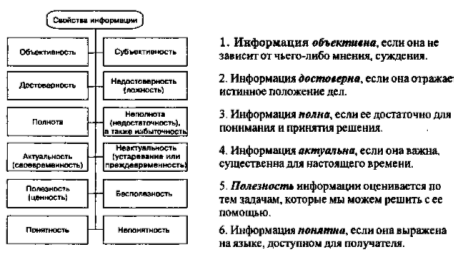 Свойства информации
Объективность
Субъективность
Достоверность
Недостоверность
(ложность)
Полнота
Неполнота
(недостаточность),
а также избыточность
Актуальность
(своевременность)
Неактуальность
(устаревание или
преждевременность)
Полезность
(ценность)
Бесполезность
Понятность
Непонятность
1. Информация объективна, если она не
зависит от чьего-либо мнения, суждения.
2. Информация достоверна, если она отражает
истинное положение дел.
3. Информация полна, если ее достаточно для
понимания и принятия решения.
4. Информация актуальна, если она важна,
существенна для настоящего времени.
5. Полезность информации оценивается по
тем задачам, которые мы можем решить с ее
помощью.
6. Информация понятна, если она выражена
на языке, доступном для получателя.